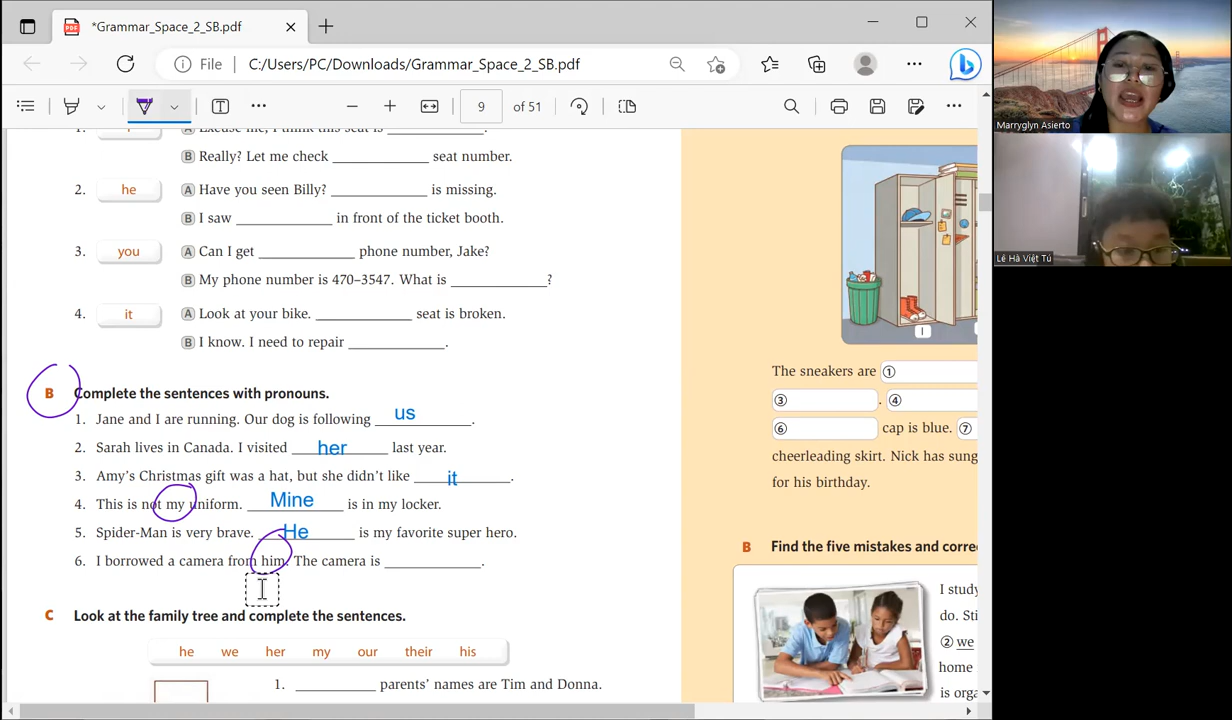 *Grammar_Space_2_SB.pdf
File C:/Users/PC/Downloads/Grammar_Space_2_SB.pdf
9 of 51
A Excuse me, I think this seat is ____________.
B Really? Let me check ____________ seat number.
2. he A Have you seen Billy? ____________ is missing.
B I saw ____________ in front of the ticket booth.
3. you A Can I get ____________ phone number, Jake?
B My phone number is 470–3547. What is ____________?
4. it A Look at your bike. ____________ seat is broken.
B I know. I need to repair ____________.
B Complete the sentences with pronouns.
1. Jane and I are running. Our dog is following us.
2. Sarah lives in Canada. I visited her last year.
3. Amy's Christmas gift was a hat, but she didn't like it.
4. This is not my uniform. Mine is in my locker.
5. Spider-Man is very brave. He is my favorite super hero.
6. I borrowed a camera from him. The camera is ____________.
C Look at the family tree and complete the sentences.
he we her my our their his
1. __________ parents' names are Tim and Donna.
1
The sneakers are ①
③ . ④
⑥ cap is blue. ⑦
cheerleading skirt. Nick has sung
for his birthday.
B Find the five mistakes and corre
I study
do. Sti
② we
home
is orga
Marryglyn Asierto
Lê Hà Việt Tú